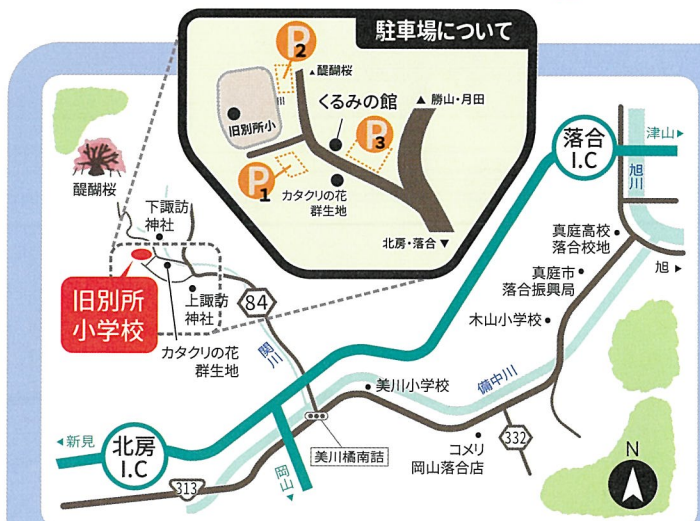 駐車場について
P2
▲醍醐桜
くるみの館
▲ 勝山・月田
旧別所小
P3
P1
カタクリの花
群生地
北房・落合▼
落合
I.C
津山▶
旭川
醍醐桜
下諏訪
神社
真庭高校
落合校地
旭▶
真庭市
落合振興局
旧別所
小学校
上諏訪
神社
84
木山小学校
カタクリの花
群生地
関川
美川小学校
備中川
◀新見
北房
I.C
美川橋南詰
332
コメリ
岡山落合店
岡山▼
313
N